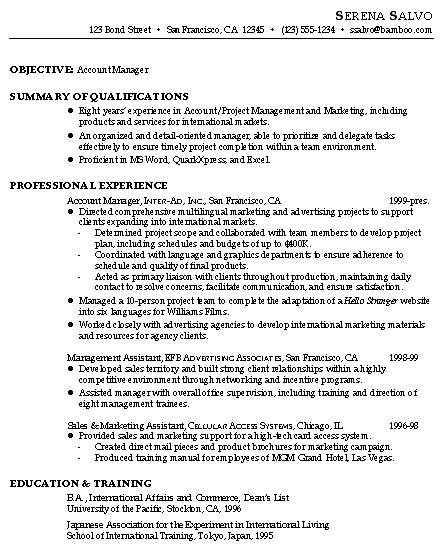 SERENA SALVO
123 Bond Street • San Francisco, CA 12345 • (123) 555-1234 • ssalvo@bamboo.com
OBJECTIVE: Account Manager
SUMMARY OF QUALIFICATIONS
● Eight years' experience in Account/Project Management and Marketing, including
products and services for international markets.
● An organized and detail-oriented manager, able to prioritize and delegate tasks
effectively to ensure timely project completion within a team environment.
● Proficient in MS Word, QuarkXpress, and Excel.
PROFESSIONAL EXPERIENCE
Account Manager, INTER-AD, INC., San Francisco, CA 1999-pres.
● Directed comprehensive multilingual marketing and advertising projects to support
clients expanding into international markets.
- Determined project scope and collaborated with team members to develop project
plan, including schedules and budgets of up to $400K.
- Coordinated with language and graphics departments to ensure adherence to
schedule and quality of final products.
- Acted as primary liaison with clients throughout production, maintaining daily
contact to resolve concerns, facilitate communication, and ensure satisfaction.
● Managed a 10-person project team to complete the adaptation of a Hello Stranger website
into six languages for Williams Films.
● Worked closely with advertising agencies to develop international marketing materials
and resources for agency clients.
Management Assistant, EFB ADVERTISING ASSOCIATES, San Francisco, CA 1998-99
● Developed sales territory and built strong client relationships within a highly
competitive environment through networking and incentive programs.
● Assisted manager with overall office supervision, including training and direction of
eight management trainees.
Sales & Marketing Assistant, CELLULAR ACCESS SYSTEMS, Chicago, IL 1996-98
● Provided sales and marketing support for a high-tech card access system.
- Created direct mail pieces and product brochures for marketing campaign.
- Produced training manual for employees of MGM Grand Hotel, Las Vegas.
EDUCATION & TRAINING
B.A., International Affairs and Commerce, Dean's List
University of the Pacific, Stockton, CA, 1996
Japanese Association for the Experiment in International Living
School of International Training, Tokyo, Japan, 1995